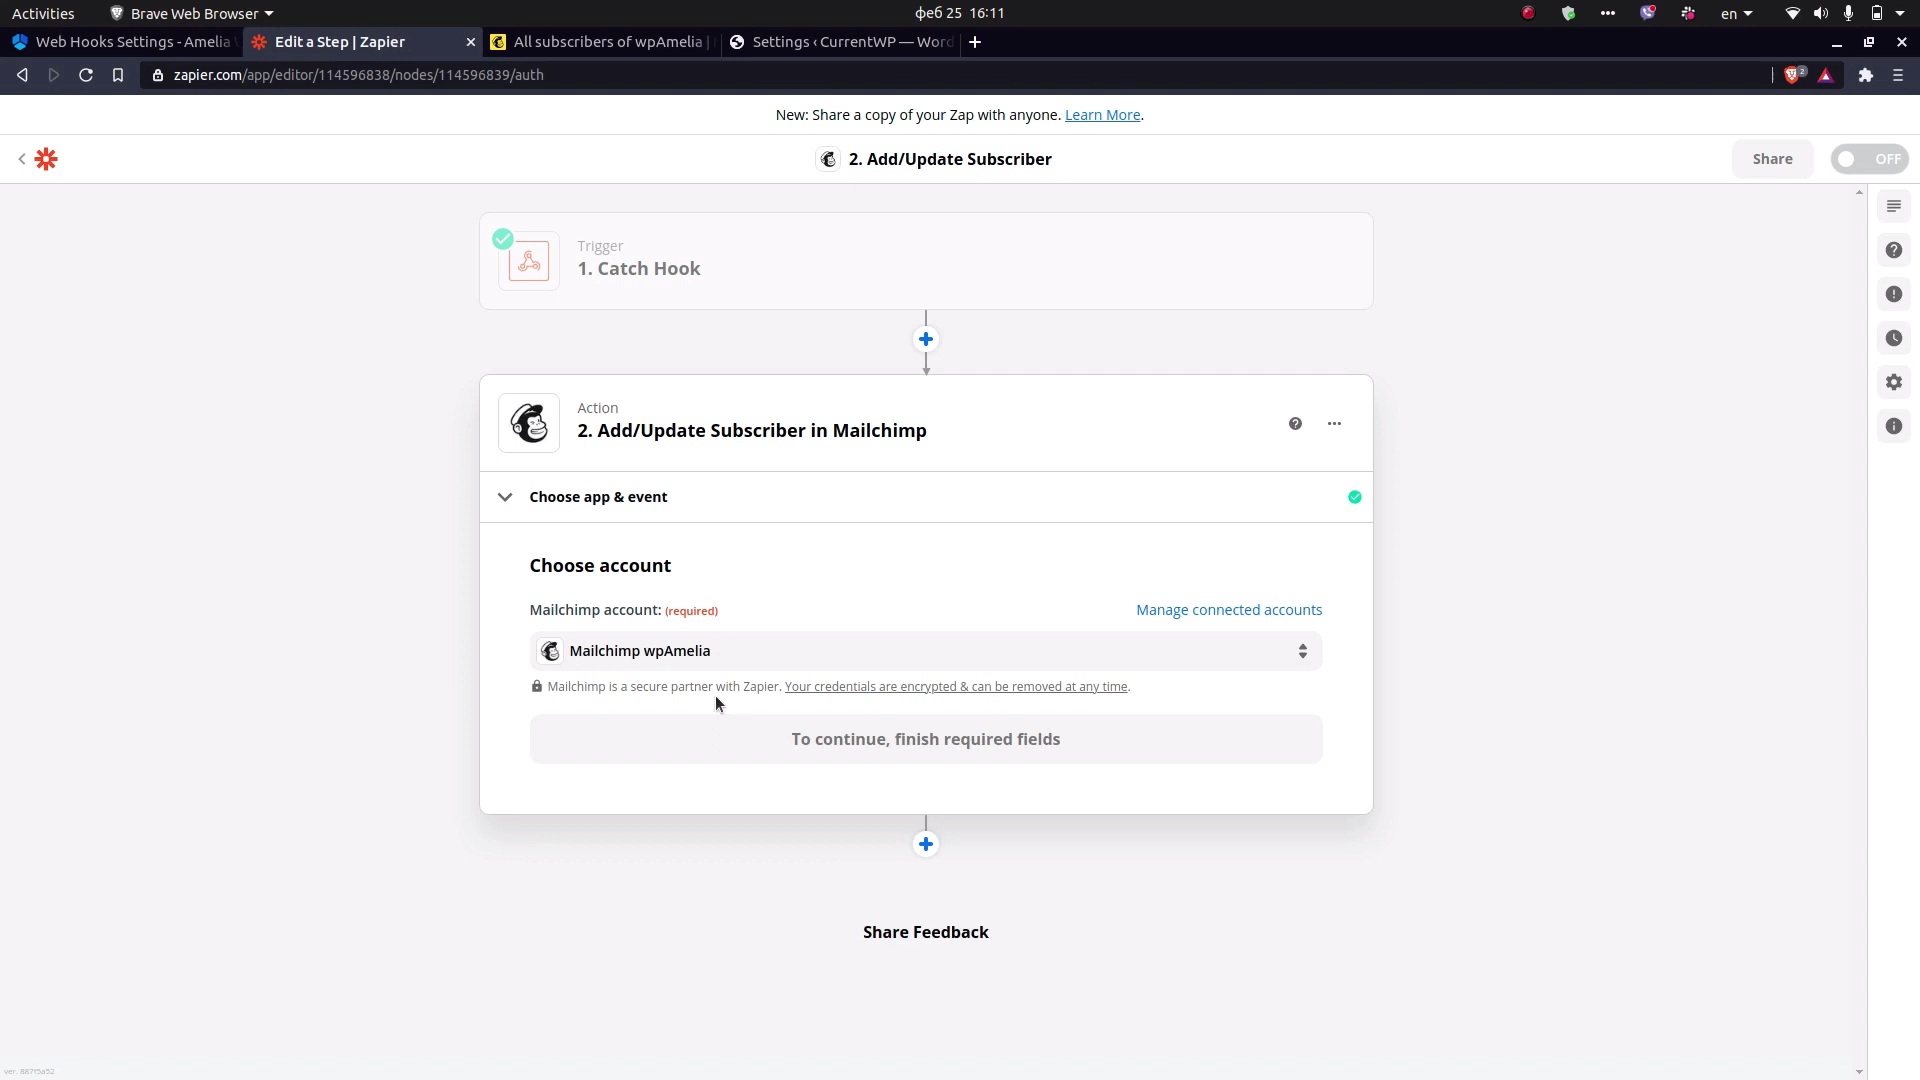 Activities
Brave Web Browser
феб 25 16:11
en
Web Hooks Settings - Amelia
Edit a Step | Zapier
All subscribers of wpAmelia |
Settings ‹ CurrentWP — Word
zapier.com/app/editor/114596838/nodes/114596839/auth
2
New: Share a copy of your Zap with anyone. Learn More.
2. Add/Update Subscriber
Share
OFF
Trigger
1. Catch Hook
Action
2. Add/Update Subscriber in Mailchimp
Choose app & event
Choose account
Mailchimp account: (required)
Manage connected accounts
Mailchimp wpAmelia
Mailchimp is a secure partner with Zapier. Your credentials are encrypted & can be removed at any time.
To continue, finish required fields
Share Feedback
ver. 887f5a52